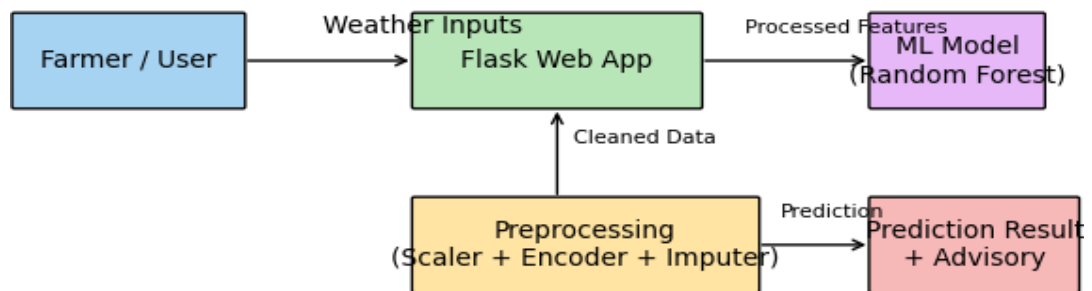 Weather Inputs
Processed Features
Farmer / User
Flask Web App
ML Model
(Random Forest)
Cleaned Data
Prediction
Preprocessing
(Scaler + Encoder + Imputer)
Prediction Result
+ Advisory